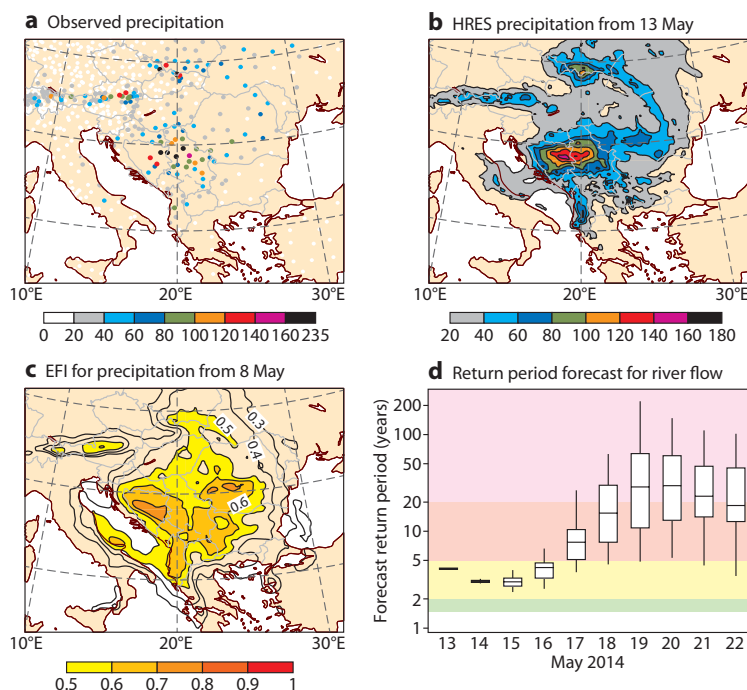 a Observed precipitation
10°E 20°E 30°E
0 20 40 60 80 100 120 140 160 235
b HRES precipitation from 13 May
10°E 20°E 30°E
20 40 60 80 100 120 140 160 180
c EFI for precipitation from 8 May
0.3
0.5
0.4
0.6
10°E 20°E 30°E
0.5 0.6 0.7 0.8 0.9 1
d Return period forecast for river flow
Forecast return period (years)
200
100
50
20
10
5
2
1
13 14 15 16 17 18 19 20 21 22
May 2014